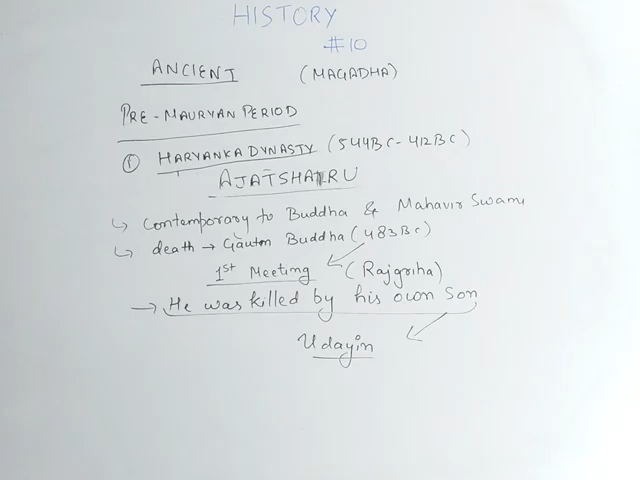 HISTORY
#10
ANCIENT (MAGADHA)
PRE-MAURYAN PERIOD
① HARYANKA DYNASTY (544BC-412BC)
AJATSHATRU
↳ Contemporary to Buddha & Mahavir Swami
↳ death → Gautm Buddha (483BC)
1st Meeting (Rajgriha)
→ He was killed by his own Son
Udayin